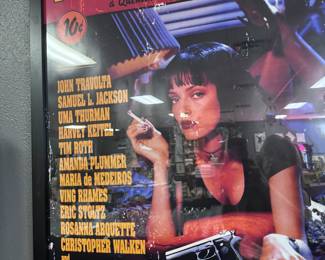 10¢
JOHN TRAVOLTA
SAMUEL L. JACKSON
UMA THURMAN
HARVEY KEITEL
TIM ROTH
AMANDA PLUMMER
MARIA de MEDEIROS
VING RHAMES
ERIC STOLTZ
ROSANNA ARQUETTE
CHRISTOPHER WALKEN
and